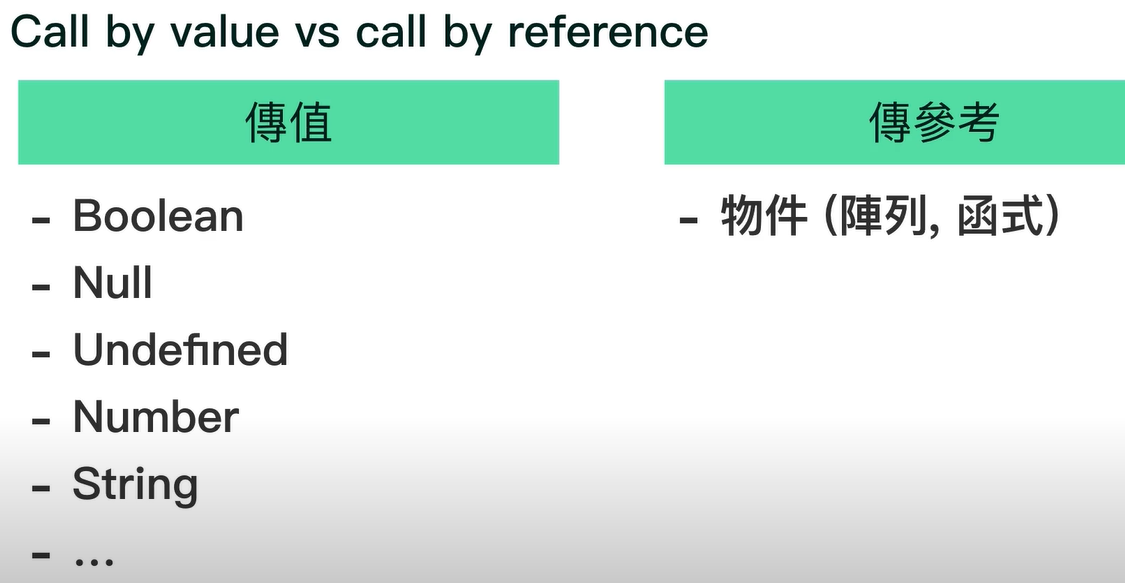 Call by value vs call by reference
傳值
- Boolean
- Null
- Undefined
- Number
- String
- ...
傳參考
- 物件 (陣列, 函式)